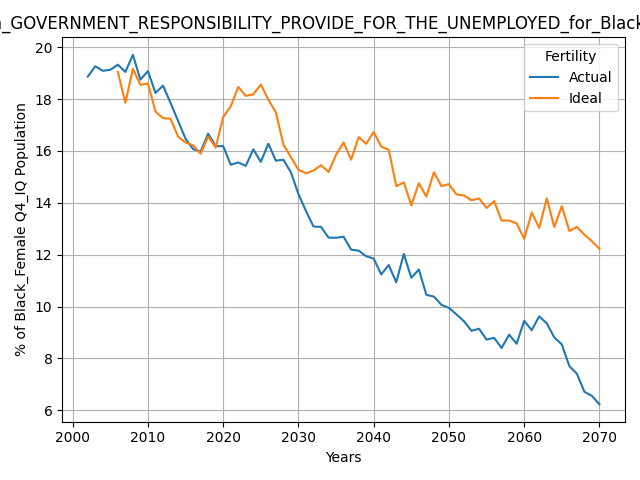 _GOVERNMENT_RESPONSIBILITY_PROVIDE_FOR_THE_UNEMPLOYED_for_Black
Fertility
Actual
Ideal
% of Black_Female Q4_IQ Population
20
18
16
14
12
10
8
6
2000 2010 2020 2030 2040 2050 2060 2070
Years